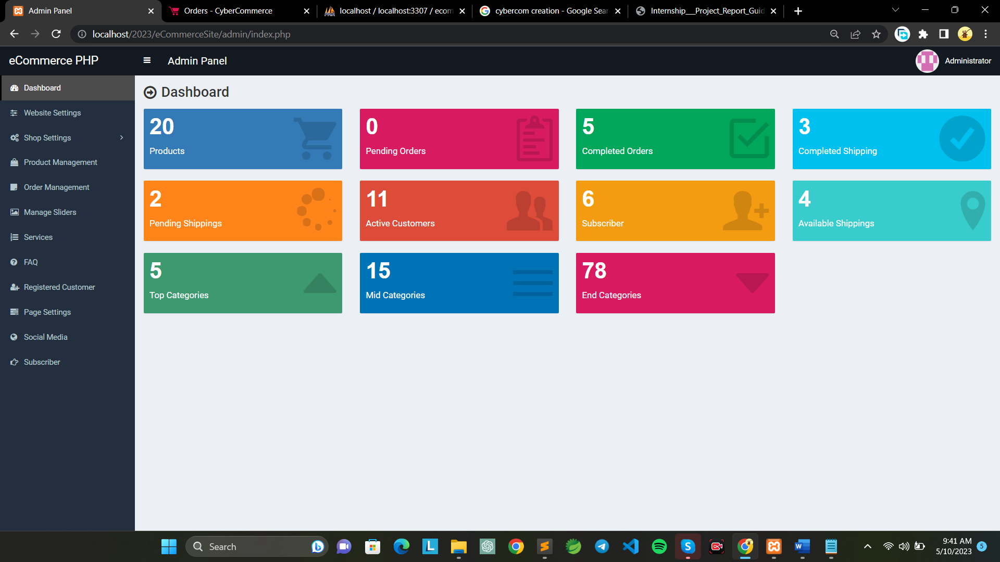 Admin Panel
Orders - CyberCommerce
localhost / localhost:3307 / ecom
cybercom creation - Google Sear
Internship___Project_Report_Guid
localhost/2023/eCommerceSite/admin/index.php
eCommerce PHP
Admin Panel
Administrator
Dashboard
Website Settings
Shop Settings
Product Management
Order Management
Manage Sliders
Services
FAQ
Registered Customer
Page Settings
Social Media
Subscriber
Dashboard
20
Products
0
Pending Orders
5
Completed Orders
3
Completed Shipping
2
Pending Shippings
11
Active Customers
6
Subscriber
4
Available Shippings
5
Top Categories
15
Mid Categories
78
End Categories
Search
9:41 AM
5/10/2023
5